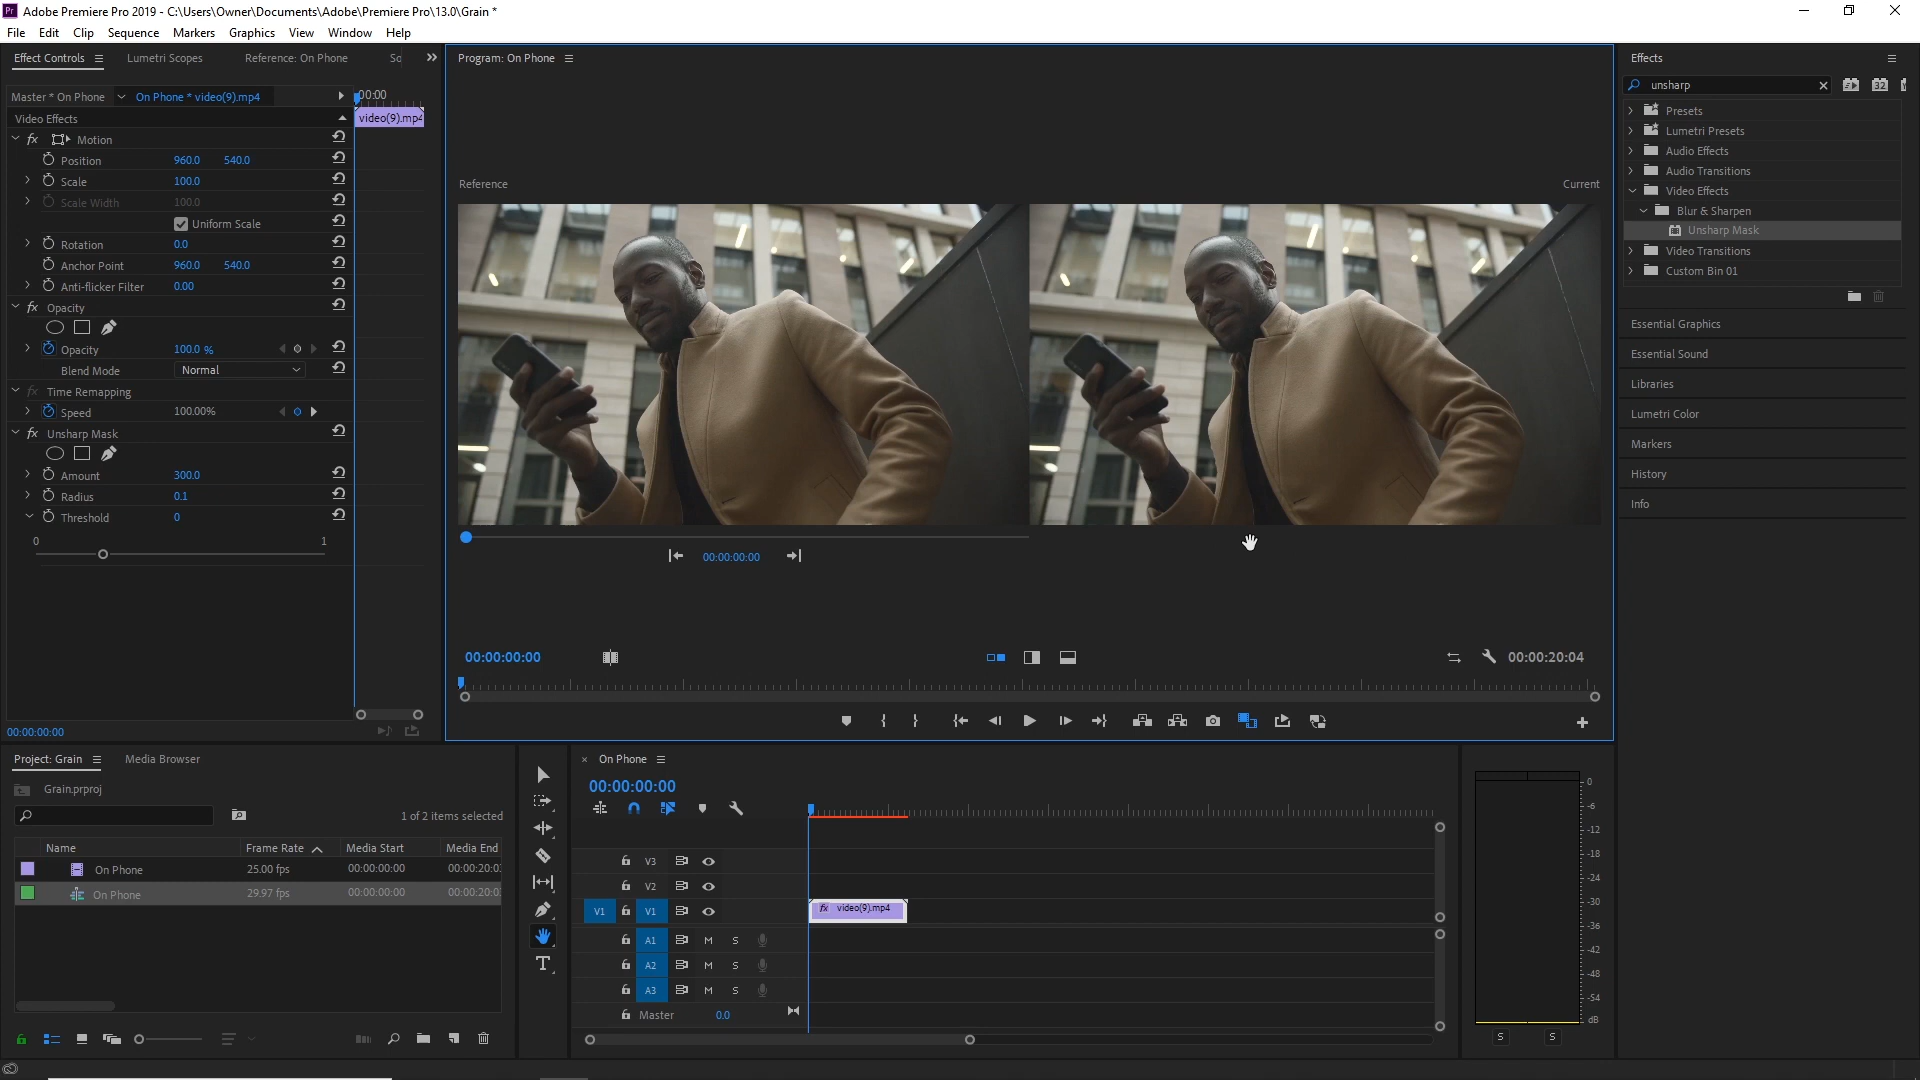 Pr Adobe Premiere Pro 2019 - C:\Users\Owner\Documents\Adobe\Premiere Pro\13.0\Grain *
File Edit Clip Sequence Markers Graphics View Window Help
Effect Controls Lumetri Scopes Reference: On Phone Sc
Program: On Phone
Effects
Master * On Phone On Phone * video(9).mp4 00:00
unsharp
Video Effects video(9).mp4
Motion
Position 960.0 540.0
Scale 100.0
Scale Width 100.0
Uniform Scale
Rotation 0.0
Anchor Point 960.0 540.0
Anti-flicker Filter 0.00
Opacity
Opacity 100.0 %
Blend Mode Normal
Time Remapping
Speed 100.00%
Unsharp Mask
Amount 300.0
Radius 0.1
Threshold 0
0 1
00:00:00:00
Reference Current
00:00:00:00
00:00:00:00 00:00:20:04
Presets
Lumetri Presets
Audio Effects
Audio Transitions
Video Effects
Blur & Sharpen
Unsharp Mask
Video Transitions
Custom Bin 01
Essential Graphics
Essential Sound
Libraries
Lumetri Color
Markers
History
Info
Project: Grain Media Browser
Grain.prproj
1 of 2 items selected
Name Frame Rate Media Start Media End
On Phone 25.00 fps 00:00:00:00 00:00:20:0
On Phone 29.97 fps 00:00:00:00 00:00:20:0
T
× On Phone
00:00:00:00
V3
V2
V1 V1 fx video(9).mp4
A1 M S
A2 M S
A3 M S
Master 0.0
0
-6
-12
-18
-24
-30
-36
-42
-48
-54
dB
S S